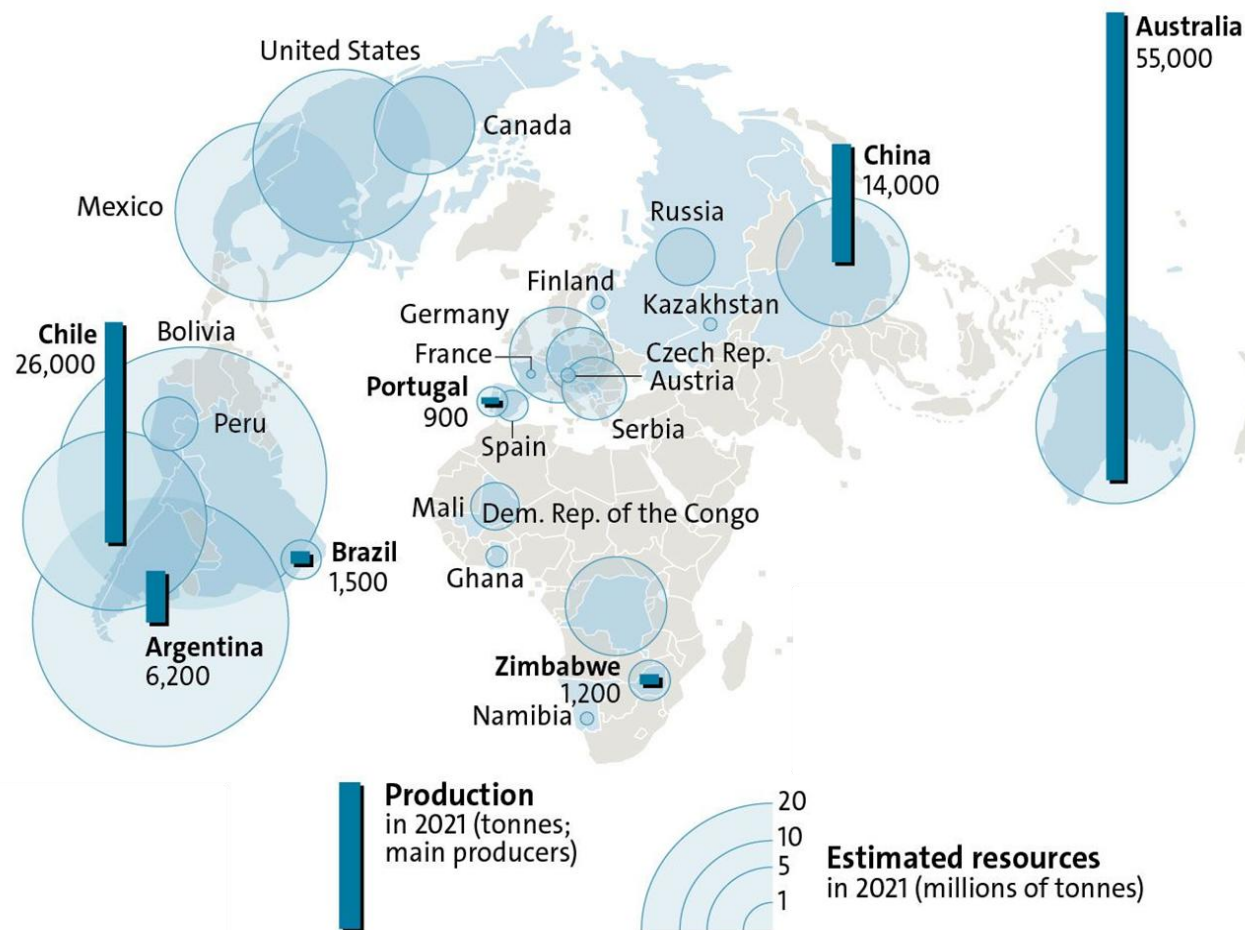 United States
Canada
Mexico
Australia
55,000
China
14,000
Russia
Finland
Kazakhstan
Germany
France
Czech Rep.
Austria
Portugal
900
Spain
Serbia
Chile
26,000
Bolivia
Peru
Brazil
1,500
Argentina
6,200
Mali
Dem. Rep. of the Congo
Ghana
Zimbabwe
1,200
Namibia
Production
in 2021 (tonnes;
main producers)
20
10
5
1
Estimated resources
in 2021 (millions of tonnes)